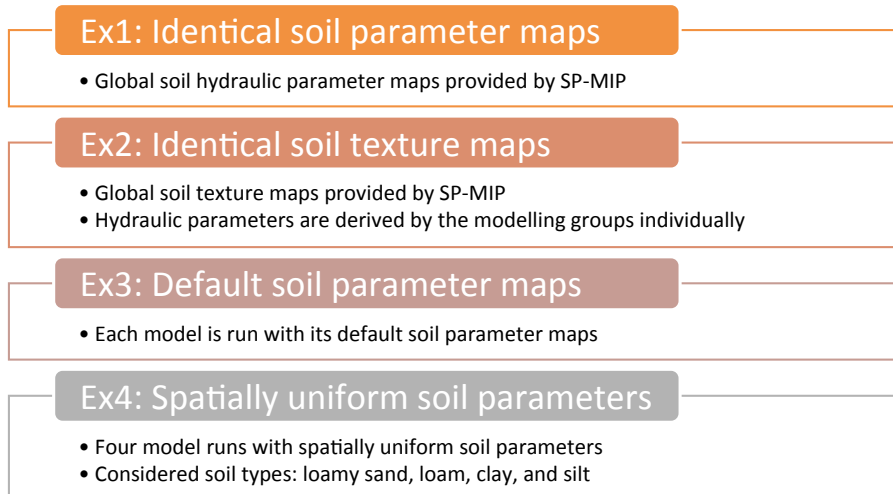 Ex1: Identical soil parameter maps
• Global soil hydraulic parameter maps provided by SP-MIP
Ex2: Identical soil texture maps
• Global soil texture maps provided by SP-MIP
• Hydraulic parameters are derived by the modelling groups individually
Ex3: Default soil parameter maps
• Each model is run with its default soil parameter maps
Ex4: Spatially uniform soil parameters
• Four model runs with spatially uniform soil parameters
• Considered soil types: loamy sand, loam, clay, and silt